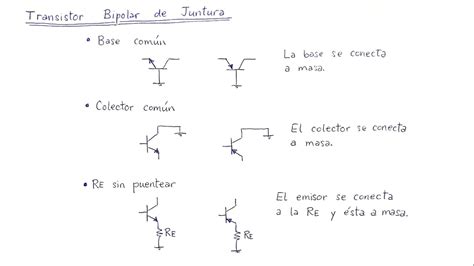 Transistor Bipolar de Juntura
• Base común
La base se conecta
a masa.
• Colector común
El colector se conecta
a masa.
• RE sin puentear
RE
RE
El emisor se conecta
a la RE y ésta a masa.